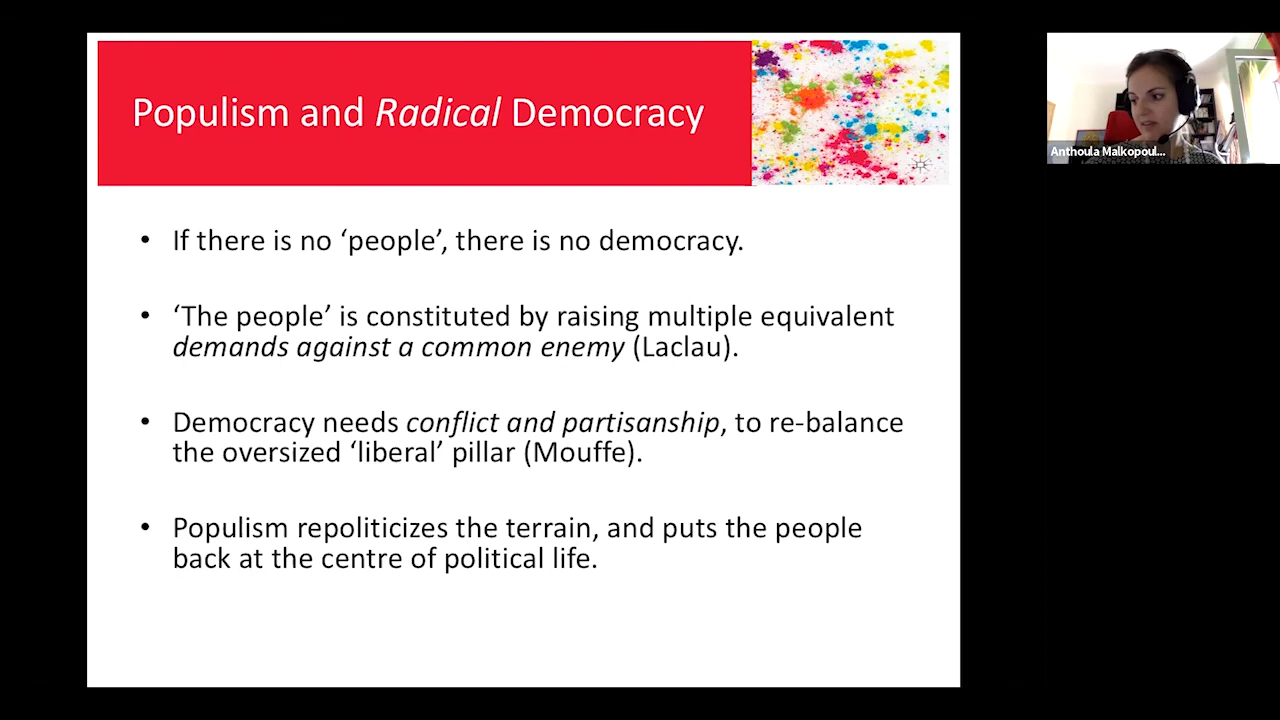 Populism and Radical Democracy
Anthoula Malkopoul...
• If there is no ‘people’, there is no democracy.
• ‘The people’ is constituted by raising multiple equivalent
demands against a common enemy (Laclau).
• Democracy needs conflict and partisanship, to re-balance
the oversized ‘liberal’ pillar (Mouffe).
• Populism repoliticizes the terrain, and puts the people
back at the centre of political life.